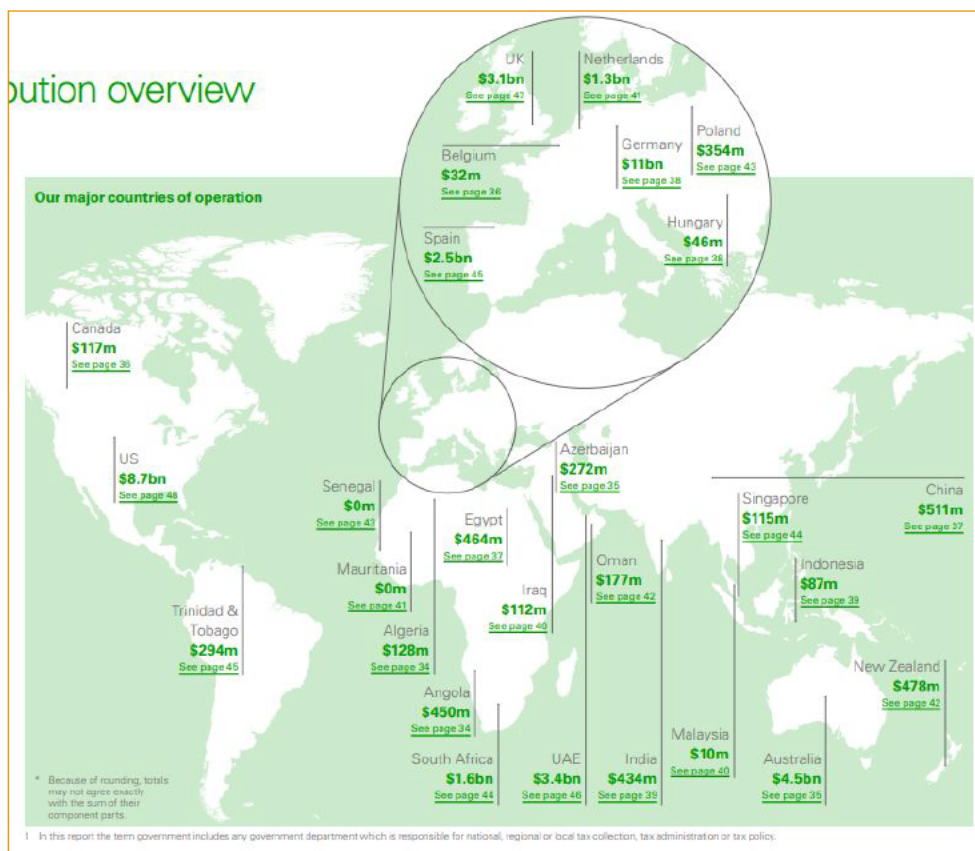 bution overview
Our major countries of operation
UK
$3.1bn
See page 47
Netherlands
$1.3bn
See page 41
Belgium
$32m
See page 36
Germany
$11bn
See page 38
Poland
$354m
See page 43
Spain
$2.5bn
See page 45
Hungary
$46m
See page 38
Canada
$117m
See page 36
US
$8.7bn
See page 48
Azerbaijan
$272m
See page 35
Senegal
$0m
See page 43
Egypt
$464m
See page 37
Singapore
$115m
See page 44
China
$511m
See page 37
Mauritania
$0m
See page 41
Iraq
$112m
See page 40
Oman
$177m
See page 42
Indonesia
$87m
See page 39
Trinidad &
Tobago
$294m
See page 45
Algeria
$128m
See page 34
Angola
$450m
See page 34
New Zealand
$478m
See page 42
South Africa
$1.6bn
See page 44
UAE
$3.4bn
See page 46
India
$434m
See page 39
Malaysia
$10m
See page 40
Australia
$4.5bn
See page 35
* Because of rounding, totals
may not agree exactly
with the sum of their
component parts.
1 In this report the term government includes any government department which is responsible for national, regional or local tax collection, tax administration or tax policy.